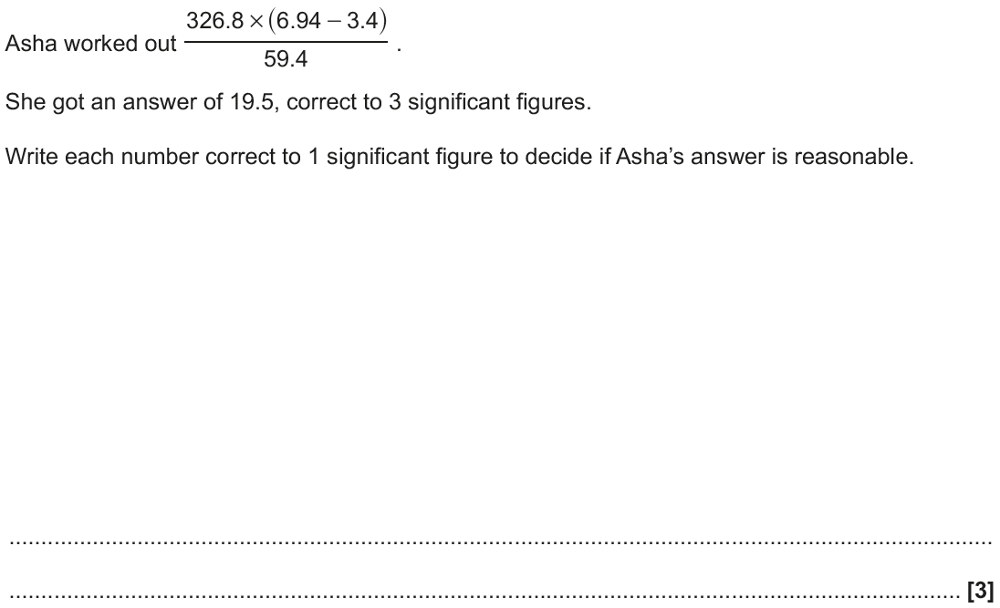 Asha worked out 326.8 × (6.94 – 3.4) / 59.4 .
She got an answer of 19.5, correct to 3 significant figures.
Write each number correct to 1 significant figure to decide if Asha’s answer is reasonable.
[3]